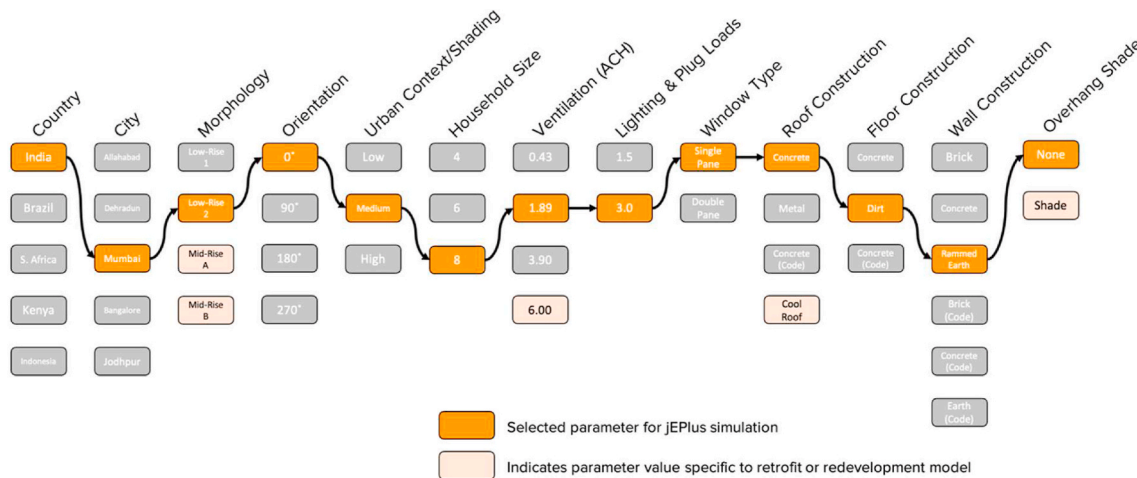 Country
City
Morphology
Orientation
Urban Context/Shading
Household Size
Ventilation (ACH)
Lighting & Plug Loads
Window Type
Roof Construction
Floor Construction
Wall Construction
Overhang Shade
India
Brazil
S. Africa
Kenya
Indonesia
Allahabad
Dehradun
Mumbai
Bangalore
Jodhpur
Low-Rise
1
Low-Rise
2
Mid-Rise
A
Mid-Rise
B
0°
90°
180°
270°
Low
Medium
High
4
6
8
0.43
1.89
3.90
6.00
1.5
3.0
Single
Pane
Double
Pane
Concrete
Metal
Concrete
(Code)
Cool
Roof
Concrete
Dirt
Concrete
(Code)
Brick
Concrete
Rammed
Earth
Brick
(Code)
Concrete
(Code)
Earth
(Code)
None
Shade
Selected parameter for jEPlus simulation
Indicates parameter value specific to retrofit or redevelopment model